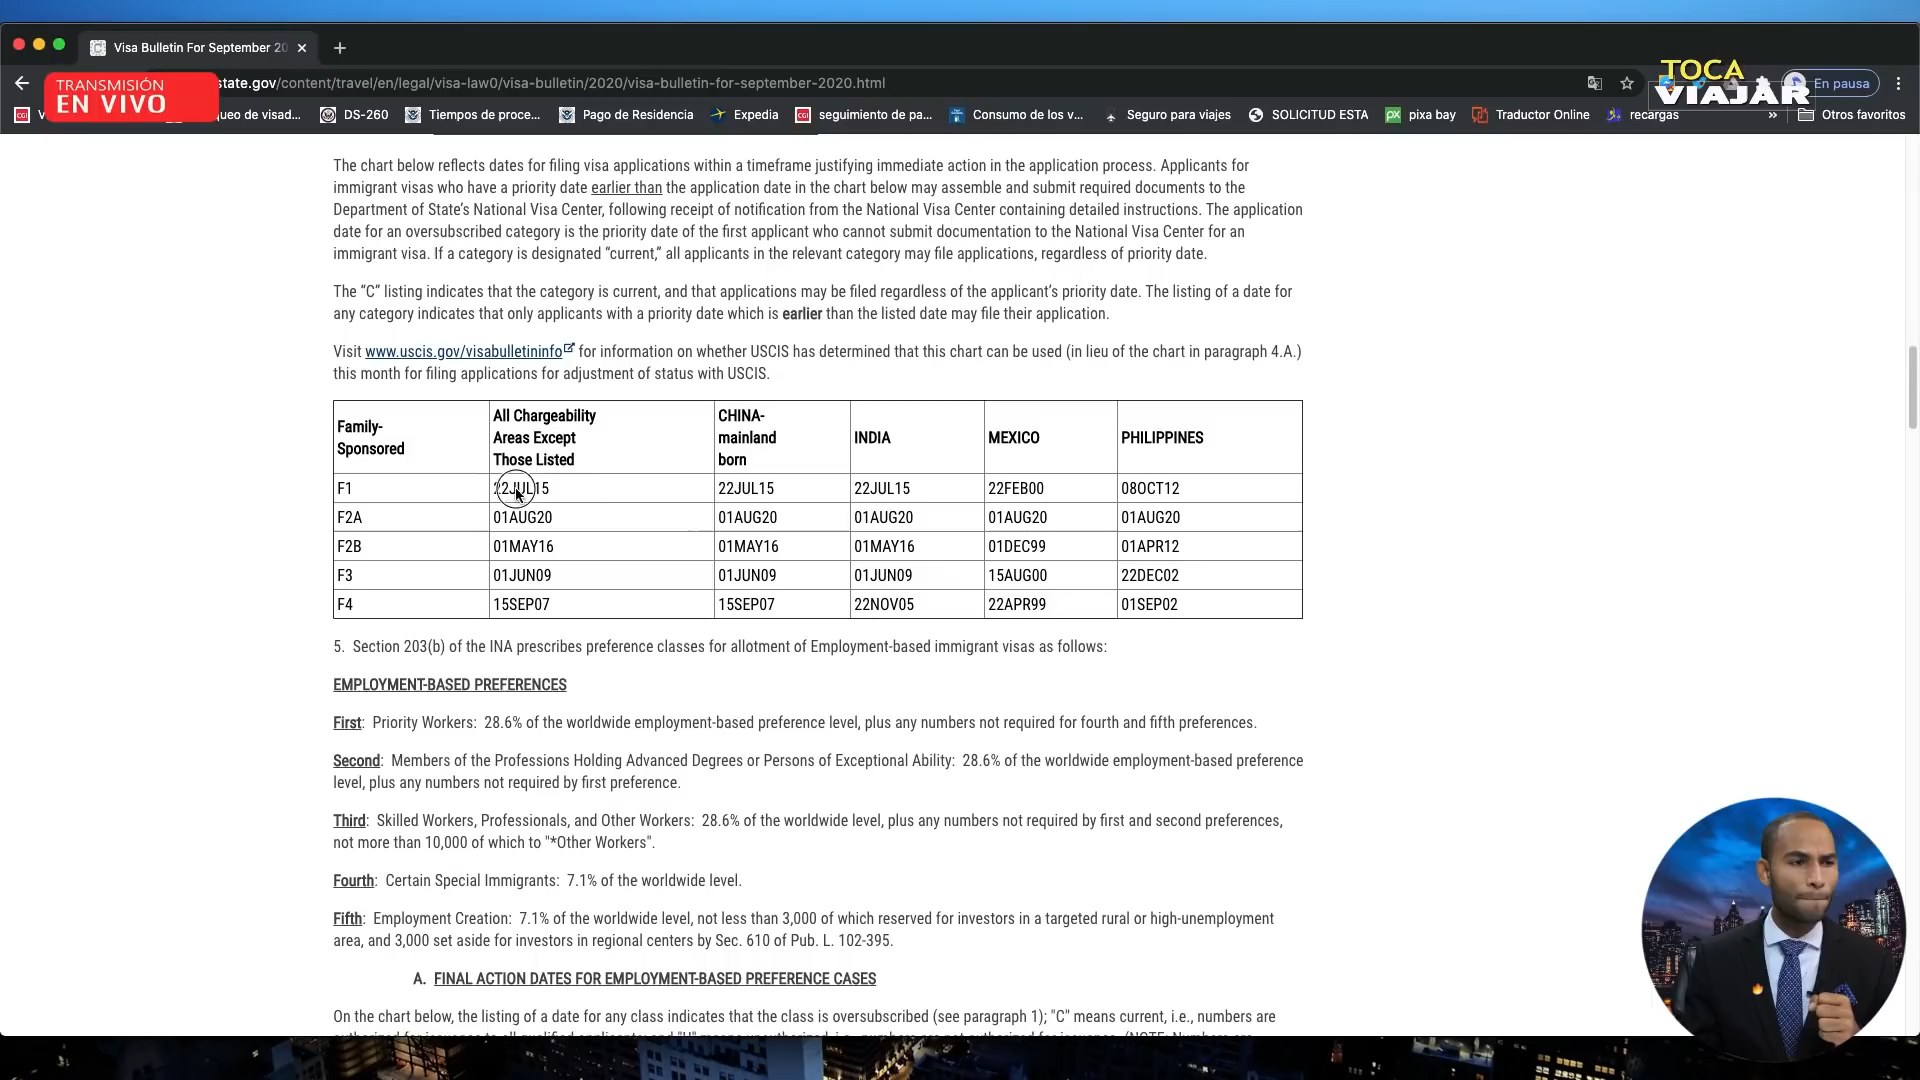 Visa Bulletin For September 20
TRANSMISIÓN
EN VIVO
state.gov/content/travel/en/legal/visa-law0/visa-bulletin/2020/visa-bulletin-for-september-2020.html
TOCA
VIAJAR
En pausa
queo de visad...
DS-260
Tiempos de proce...
Pago de Residencia
Expedia
seguimiento de pa...
Consumo de los v...
Seguro para viajes
SOLICITUD ESTA
pixa bay
Traductor Online
recargas
»
Otros favoritos
The chart below reflects dates for filing visa applications within a timeframe justifying immediate action in the application process. Applicants for
immigrant visas who have a priority date earlier than the application date in the chart below may assemble and submit required documents to the
Department of State’s National Visa Center, following receipt of notification from the National Visa Center containing detailed instructions. The application
date for an oversubscribed category is the priority date of the first applicant who cannot submit documentation to the National Visa Center for an
immigrant visa. If a category is designated “current,” all applicants in the relevant category may file applications, regardless of priority date.
The “C” listing indicates that the category is current, and that applications may be filed regardless of the applicant’s priority date. The listing of a date for
any category indicates that only applicants with a priority date which is earlier than the listed date may file their application.
Visit www.uscis.gov/visabulletininfo for information on whether USCIS has determined that this chart can be used (in lieu of the chart in paragraph 4.A.)
this month for filing applications for adjustment of status with USCIS.
Family-
Sponsored
All Chargeability
Areas Except
Those Listed
CHINA-
mainland
born
INDIA
MEXICO
PHILIPPINES
F1 22JUL15 22JUL15 22JUL15 22FEB00 08OCT12
F2A 01AUG20 01AUG20 01AUG20 01AUG20 01AUG20
F2B 01MAY16 01MAY16 01MAY16 01DEC99 01APR12
F3 01JUN09 01JUN09 01JUN09 15AUG00 22DEC02
F4 15SEP07 15SEP07 22NOV05 22APR99 01SEP02
5. Section 203(b) of the INA prescribes preference classes for allotment of Employment-based immigrant visas as follows:
EMPLOYMENT-BASED PREFERENCES
First: Priority Workers: 28.6% of the worldwide employment-based preference level, plus any numbers not required for fourth and fifth preferences.
Second: Members of the Professions Holding Advanced Degrees or Persons of Exceptional Ability: 28.6% of the worldwide employment-based preference
level, plus any numbers not required by first preference.
Third: Skilled Workers, Professionals, and Other Workers: 28.6% of the worldwide level, plus any numbers not required by first and second preferences,
not more than 10,000 of which to "*Other Workers".
Fourth: Certain Special Immigrants: 7.1% of the worldwide level.
Fifth: Employment Creation: 7.1% of the worldwide level, not less than 3,000 of which reserved for investors in a targeted rural or high-unemployment
area, and 3,000 set aside for investors in regional centers by Sec. 610 of Pub. L. 102-395.
A. FINAL ACTION DATES FOR EMPLOYMENT-BASED PREFERENCE CASES
On the chart below, the listing of a date for any class indicates that the class is oversubscribed (see paragraph 1); "C" means current, i.e., numbers are